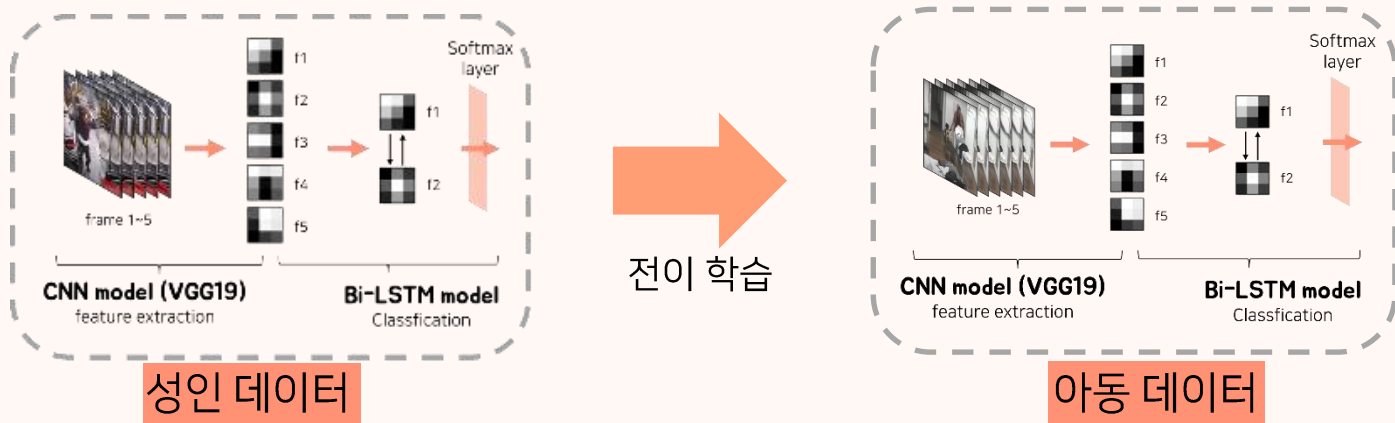 Softmax
layer
f1
f2
f3
f4
f5
f1
f2
frame 1~5
CNN model (VGG19)
feature extraction
Bi-LSTM model
Classfication
성인 데이터
전이 학습
Softmax
layer
f1
f2
f3
f4
f5
f1
f2
frame 1~5
CNN model (VGG19)
feature extraction
Bi-LSTM model
Classfication
아동 데이터